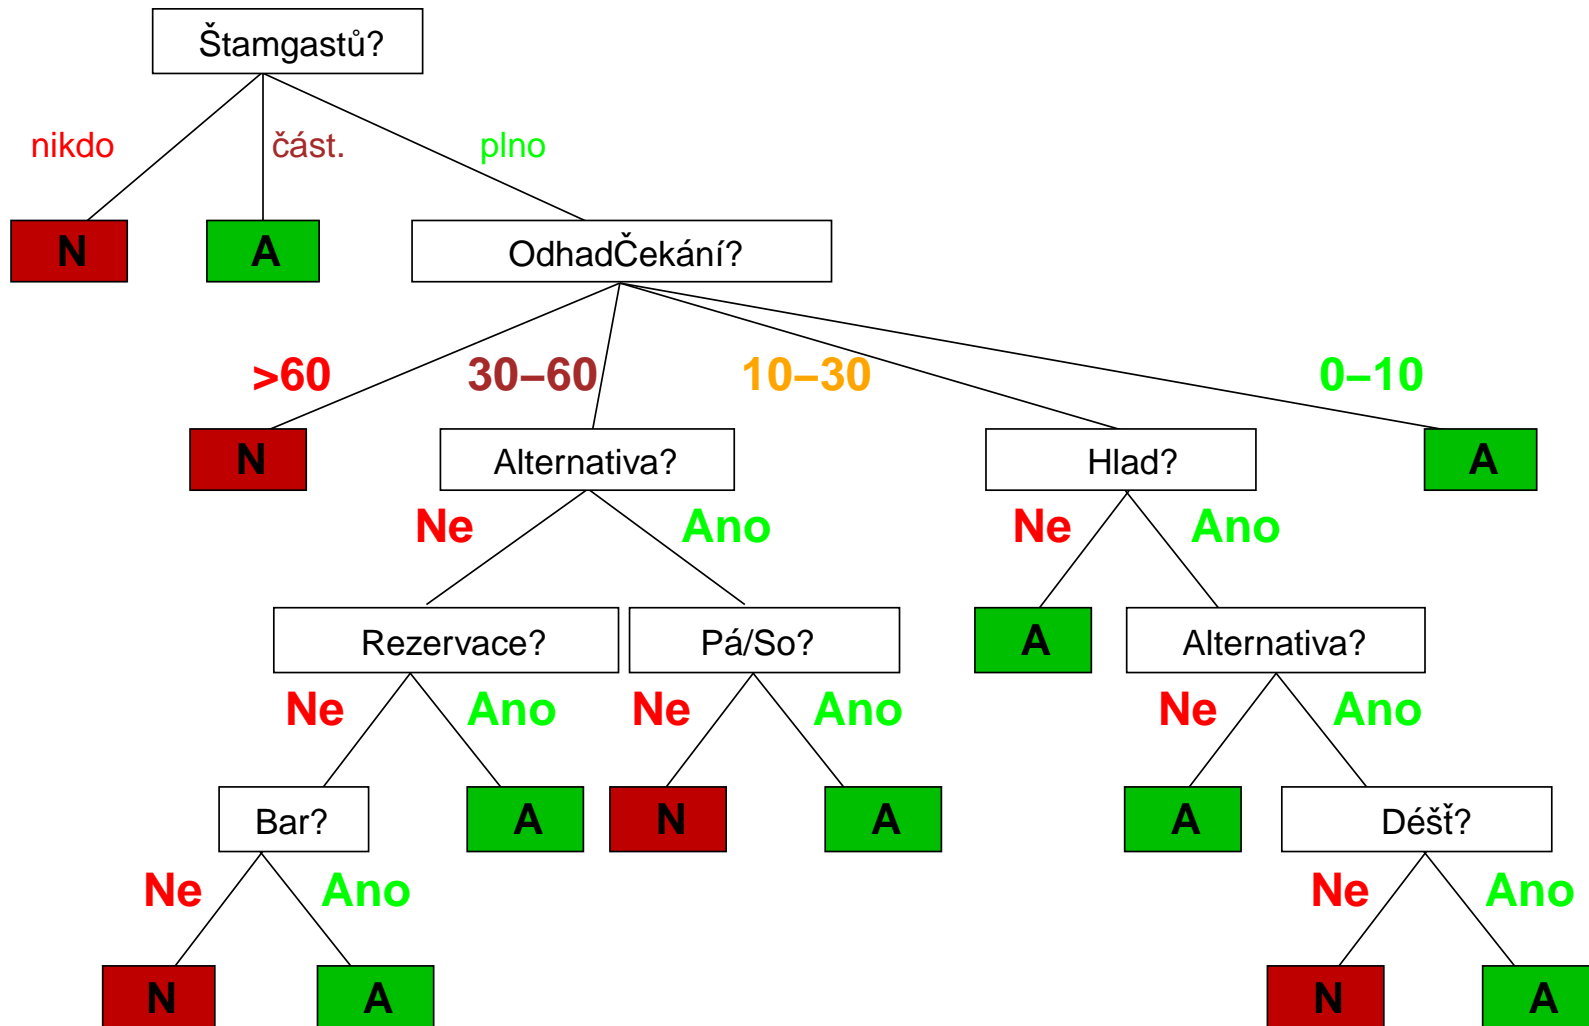 Štamgastů?
nikdo část. plno
N A OdhadČekání?
>60 30–60 10–30 0–10
N Alternativa? Hlad? A
Ne Ano Ne Ano
Rezervace? Pá/So? A Alternativa?
Ne Ano Ne Ano Ne Ano
Bar? A N A A Déšť?
Ne Ano Ne Ano
N A N A